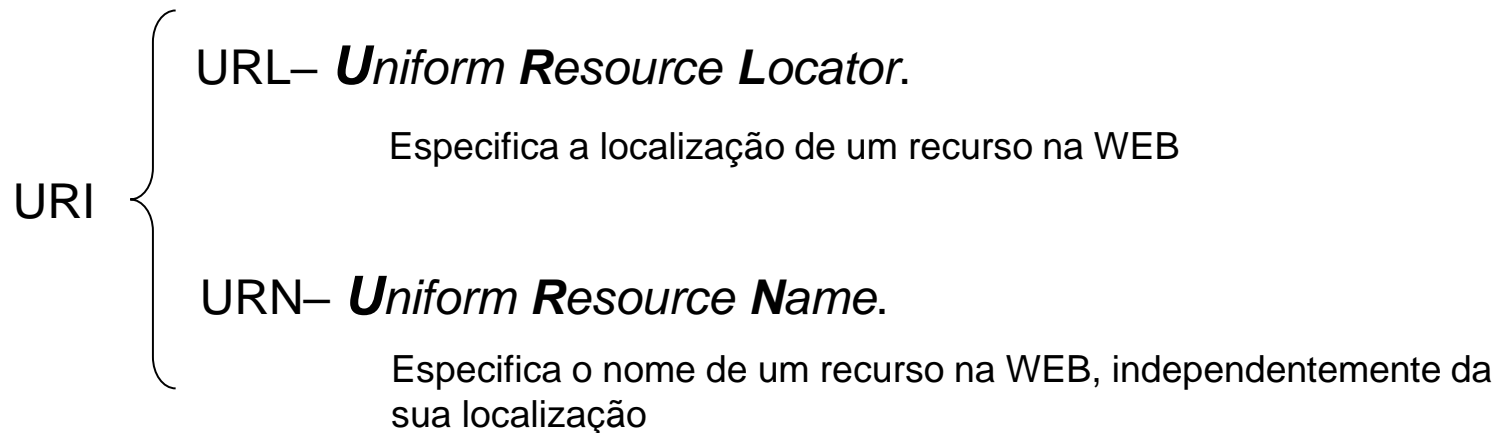 URL– Uniform Resource Locator.
Especifica a localização de um recurso na WEB
URI
URN– Uniform Resource Name.
Especifica o nome de um recurso na WEB, independentemente da
sua localização